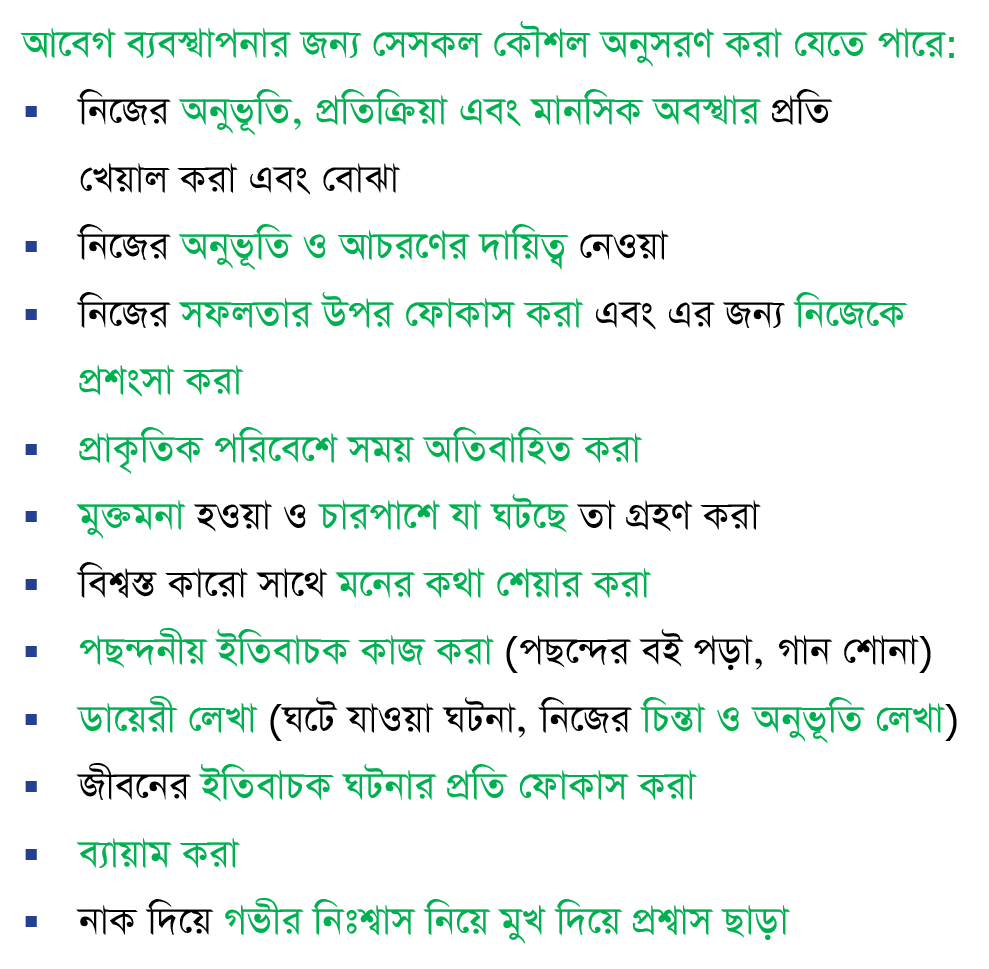 আবেগ ব্যবস্থাপনার জন্য সেসকল কৌশল অনুসরণ করা যেতে পারে:
▪ নিজের অনুভূতি, প্রতিক্রিয়া এবং মানসিক অবস্থার প্রতি
খেয়াল করা এবং বোঝা
▪ নিজের অনুভূতি ও আচরণের দায়িত্ব নেওয়া
▪ নিজের সফলতার উপর ফোকাস করা এবং এর জন্য নিজেকে
প্রশংসা করা
▪ প্রাকৃতিক পরিবেশে সময় অতিবাহিত করা
▪ মুক্তমনা হওয়া ও চারপাশে যা ঘটছে তা গ্রহণ করা
▪ বিশ্বস্ত কারো সাথে মনের কথা শেয়ার করা
▪ পছন্দনীয় ইতিবাচক কাজ করা (পছন্দের বই পড়া, গান শোনা)
▪ ডায়েরী লেখা (ঘটে যাওয়া ঘটনা, নিজের চিন্তা ও অনুভূতি লেখা)
▪ জীবনের ইতিবাচক ঘটনার প্রতি ফোকাস করা
▪ ব্যায়াম করা
▪ নাক দিয়ে গভীর নিঃশ্বাস নিয়ে মুখ দিয়ে প্রশ্বাস ছাড়া